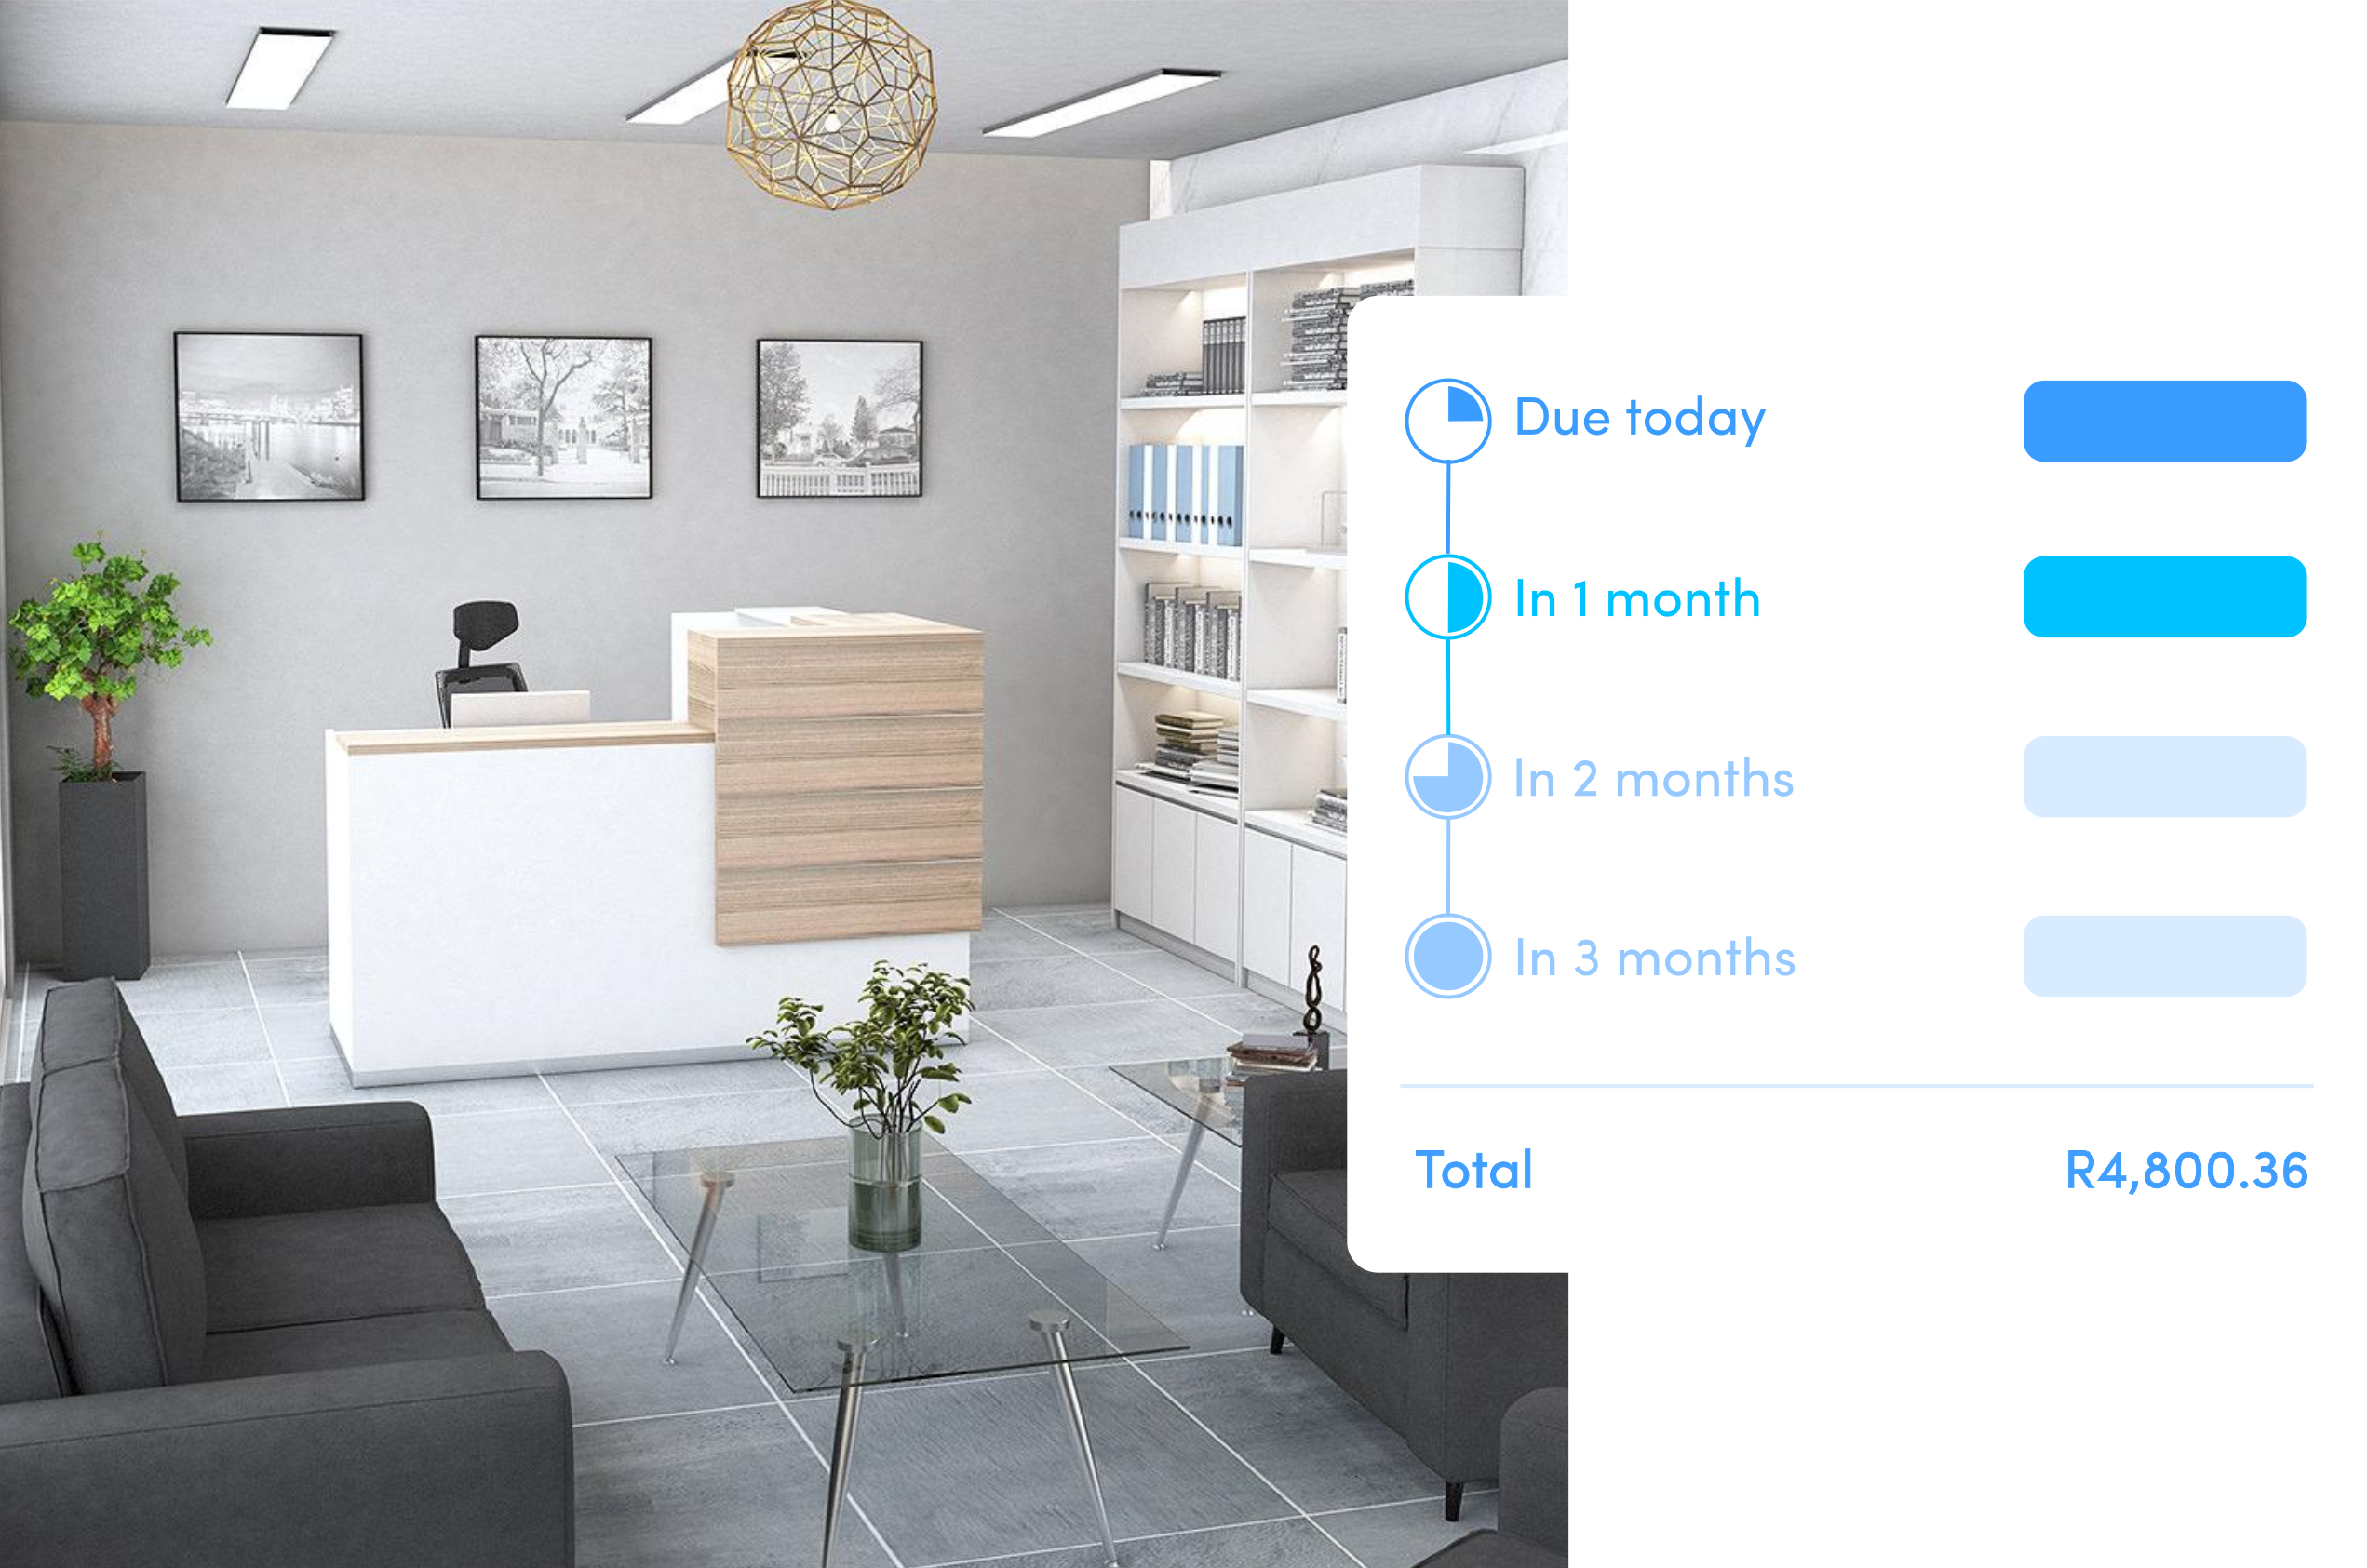 Due today
In 1 month
In 2 months
In 3 months
Total R4,800.36